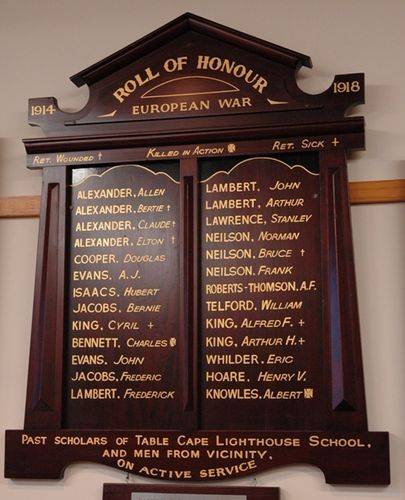 ROLL OF HONOUR
EUROPEAN WAR
1914 1918
RET. WOUNDED † KILLED IN ACTION ✠ RET. SICK +
ALEXANDER, ALLEN
ALEXANDER, BERTIE †
ALEXANDER, CLAUDE †
ALEXANDER, ELTON †
COOPER, DOUGLAS
EVANS, A.J.
ISAACS, HUBERT
JACOBS, BERNIE
KING, CYRIL +
BENNETT, CHARLES ✠
EVANS, JOHN
JACOBS, FREDERIC
LAMBERT, FREDERICK
LAMBERT, JOHN
LAMBERT, ARTHUR
LAWRENCE, STANLEY
NEILSON, NORMAN
NEILSON, BRUCE †
NEILSON, FRANK
ROBERTS-THOMSON, A.F.
TELFORD, WILLIAM
KING, ALFRED F. +
KING, ARTHUR H. +
WHILDER, ERIC
HOARE, HENRY V.
KNOWLES, ALBERT ✠
PAST SCHOLARS OF TABLE CAPE LIGHTHOUSE SCHOOL,
AND MEN FROM VICINITY,
ON ACTIVE SERVICE